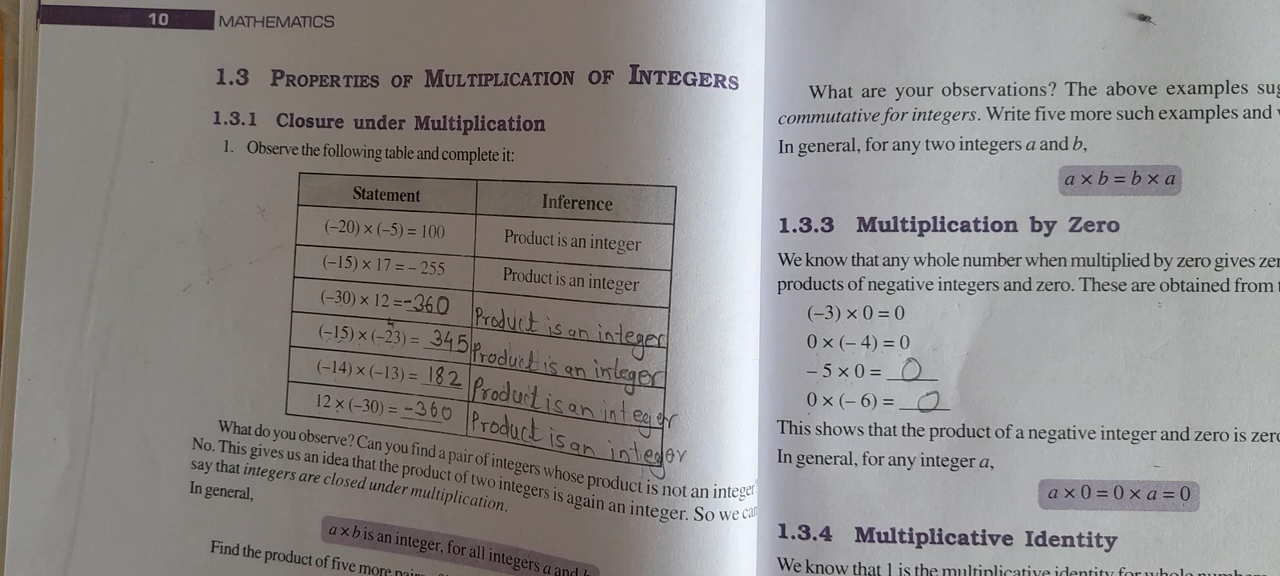 10 MATHEMATICS
1.3 PROPERTIES OF MULTIPLICATION OF INTEGERS
1.3.1 Closure under Multiplication
1. Observe the following table and complete it:
Statement Inference
(–20) × (–5) = 100 Product is an integer
(–15) × 17 = – 255 Product is an integer
(–30) × 12 = -360 Product is an integer
(–15) × (–23) = 345 Product is an integer
(–14) × (–13) = 182 Product is an integer
12 × (–30) = -360 Product is an integer
What do you observe? Can you find a pair of integers whose product is not an integer?
No. This gives us an idea that the product of two integers is again an integer. So we can
say that integers are closed under multiplication.
In general,
a × b is an integer, for all integers a and b
Find the product of five more
What are your observations? The above examples
commutative for integers. Write five more such examples and
In general, for any two integers a and b,
a × b = b × a
1.3.3 Multiplication by Zero
We know that any whole number when multiplied by zero gives
products of negative integers and zero. These are obtained from
(–3) × 0 = 0
0 × (– 4) = 0
– 5 × 0 = 0
0 × (– 6) = 0
This shows that the product of a negative integer and zero is
In general, for any integer a,
a × 0 = 0 × a = 0
1.3.4 Multiplicative Identity
We know that 1 is the multiplicative identity for whole